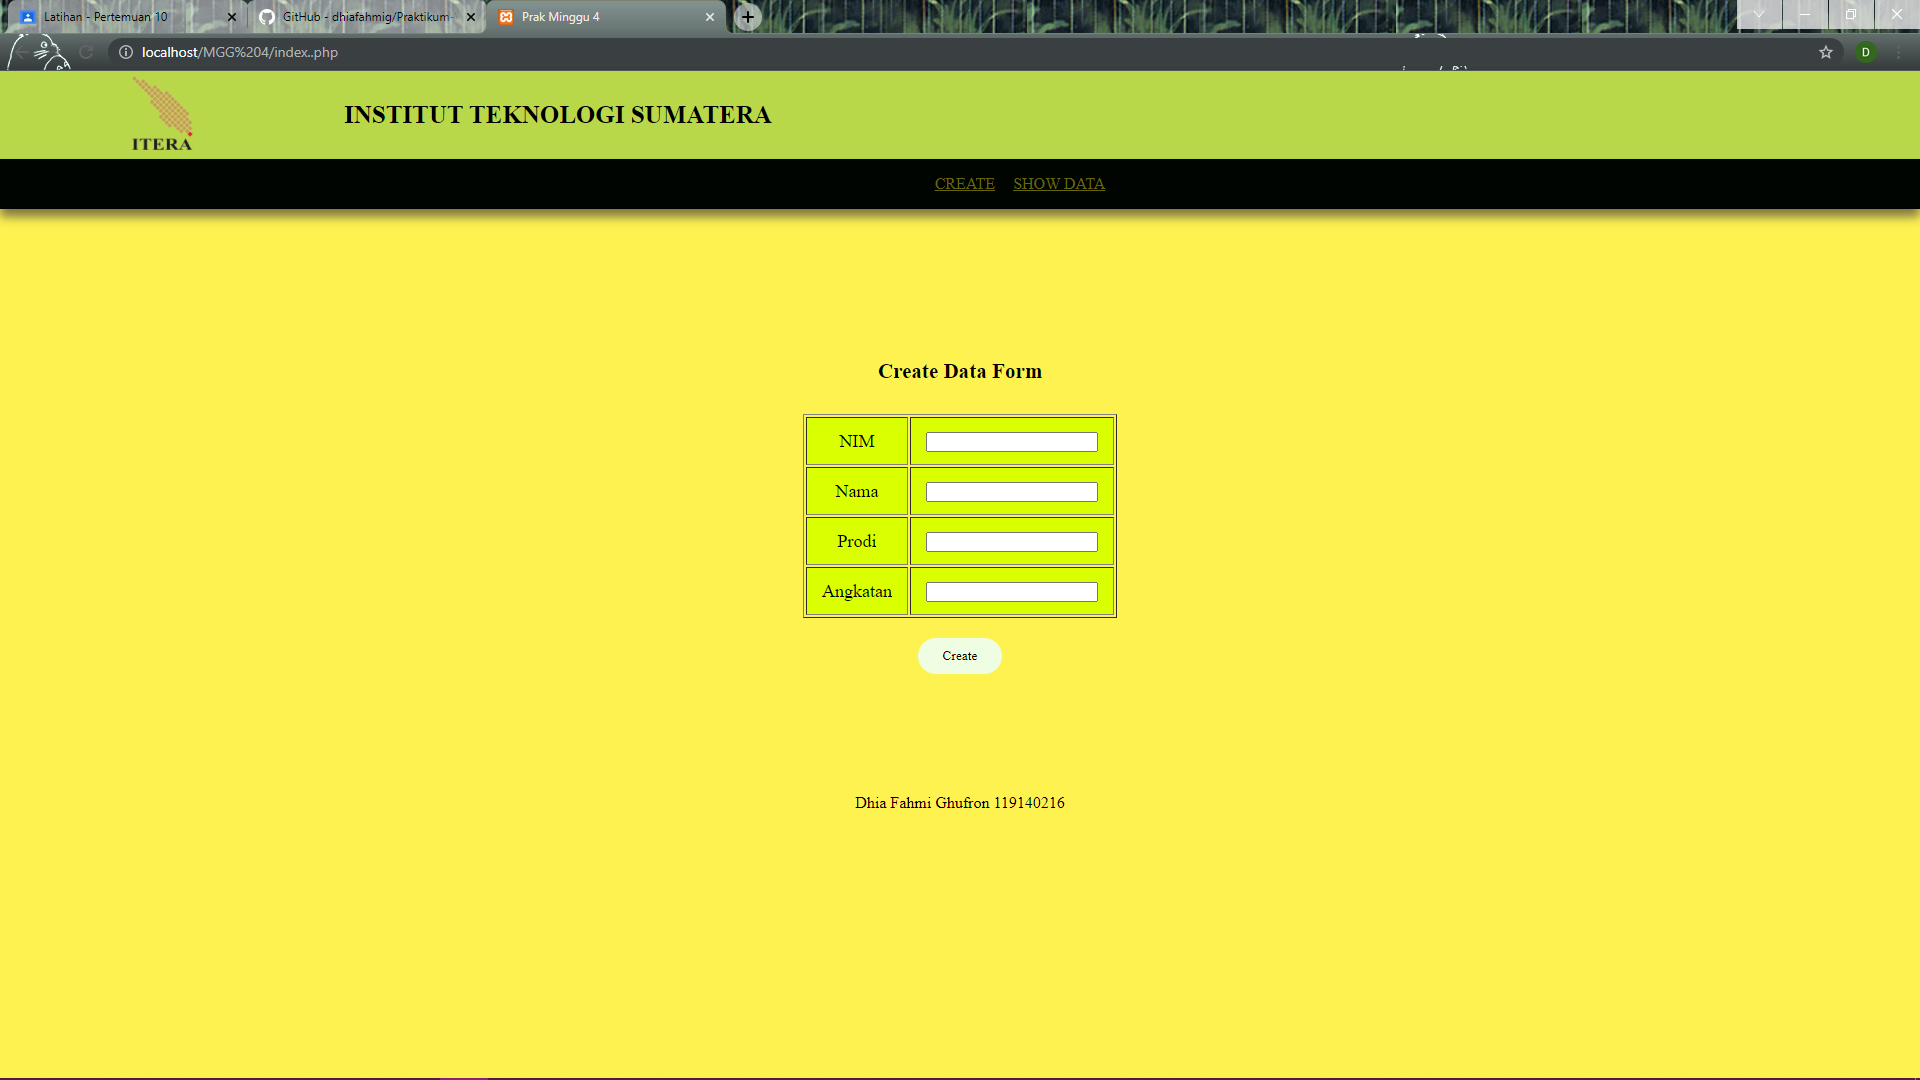 Latihan - Pertemuan 10
GitHub - dhiafahmig/Praktikum-
Prak Minggu 4
localhost/MGG%204/index..php
D
ITERA
INSTITUT TEKNOLOGI SUMATERA
CREATE SHOW DATA
Create Data Form
NIM
Nama
Prodi
Angkatan
Create
Dhia Fahmi Ghufron 119140216